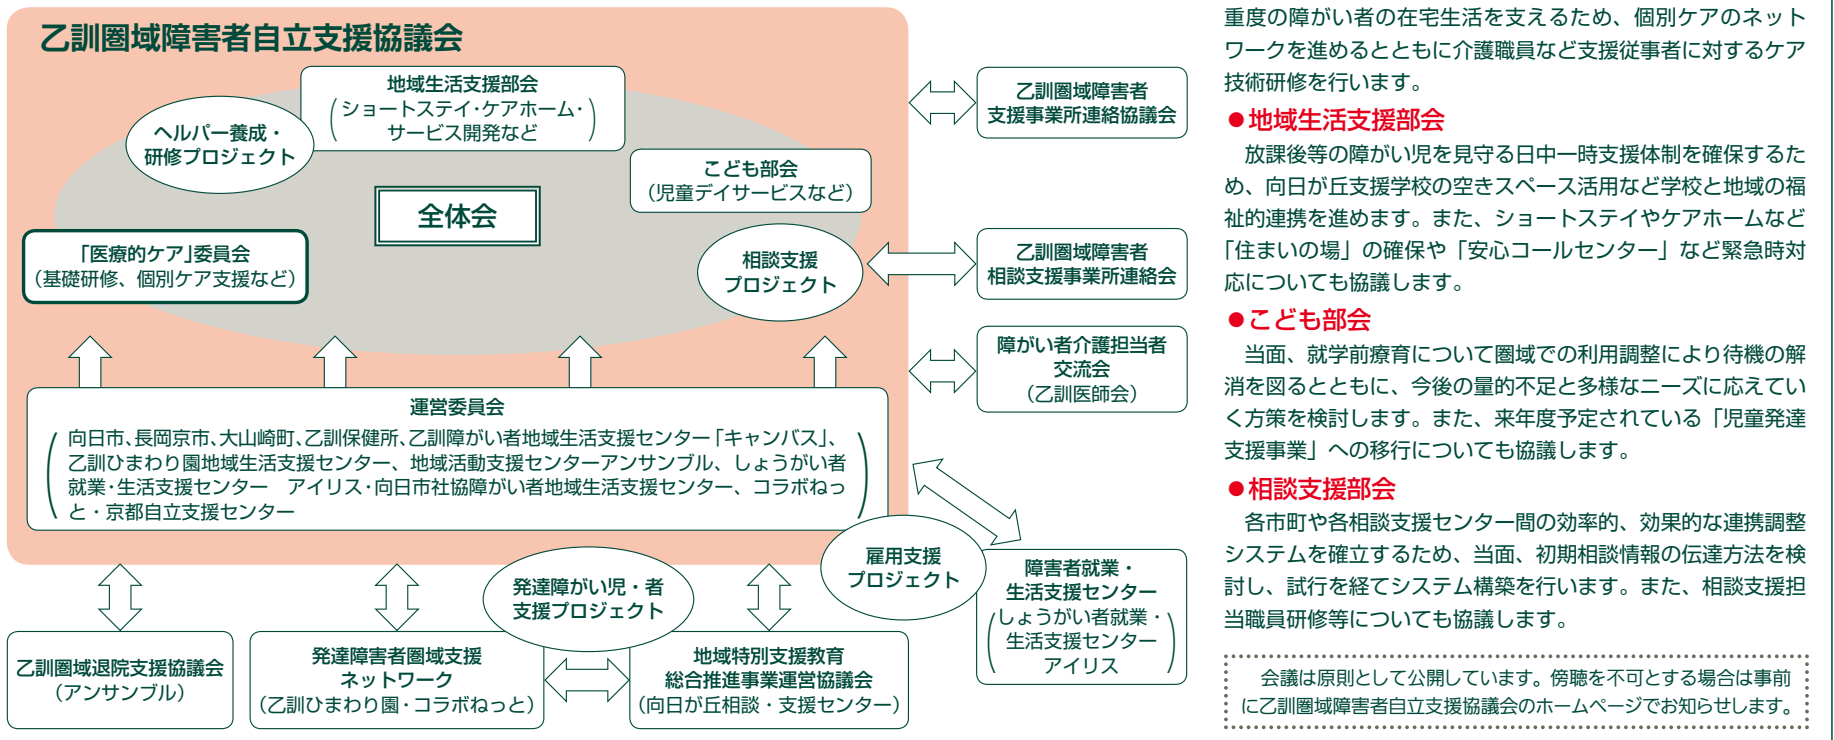 乙訓圏域障害者自立支援協議会
地域生活支援部会
(ショートステイ・ケアホーム・
サービス開発など)
ヘルパー養成・
研修プロジェクト
こども部会
(児童デイサービスなど)
全体会
「医療的ケア」委員会
(基礎研修、個別ケア支援など)
相談支援
プロジェクト
運営委員会
(向日市、長岡京市、大山崎町、乙訓保健所、乙訓障がい者地域生活支援センター「キャンバス」、
乙訓ひまわり園地域生活支援センター、地域活動支援センターアンサンブル、しょうがい者
就業・生活支援センター　アイリス・向日市社協障がい者地域生活支援センター、コラボねっ
と・京都自立支援センター)
乙訓圏域障害者
支援事業所連絡協議会
乙訓圏域障害者
相談支援事業所連絡会
障がい者介護担当者
交流会
(乙訓医師会)
雇用支援
プロジェクト
発達障がい児・者
支援プロジェクト
障害者就業・
生活支援センター
(しょうがい者就業・
生活支援センター
アイリス)
乙訓圏域退院支援協議会
(アンサンブル)
発達障害者圏域支援
ネットワーク
(乙訓ひまわり園・コラボねっと)
地域特別支援教育
総合推進事業運営協議会
(向日が丘相談・支援センター)
重度の障がい者の在宅生活を支えるため、個別ケアのネット
ワークを進めるとともに介護職員など支援従事者に対するケア
技術研修を行います。
●地域生活支援部会
放課後等の障がい児を見守る日中一時支援体制を確保するた
め、向日が丘支援学校の空きスペース活用など学校と地域の福
祉的連携を進めます。また、ショートステイやケアホームなど
「住まいの場」の確保や「安心コールセンター」など緊急時対
応についても協議します。
●こども部会
当面、就学前療育について圏域での利用調整により待機の解
消を図るとともに、今後の量的不足と多様なニーズに応えてい
く方策を検討します。また、来年度予定されている「児童発達
支援事業」への移行についても協議します。
●相談支援部会
各市町や各相談支援センター間の効率的、効果的な連携調整
システムを確立するため、当面、初期相談情報の伝達方法を検
討し、試行を経てシステム構築を行います。また、相談支援担
当職員研修等についても協議します。
会議は原則として公開しています。傍聴を不可とする場合は事前
に乙訓圏域障害者自立支援協議会のホームページでお知らせします。